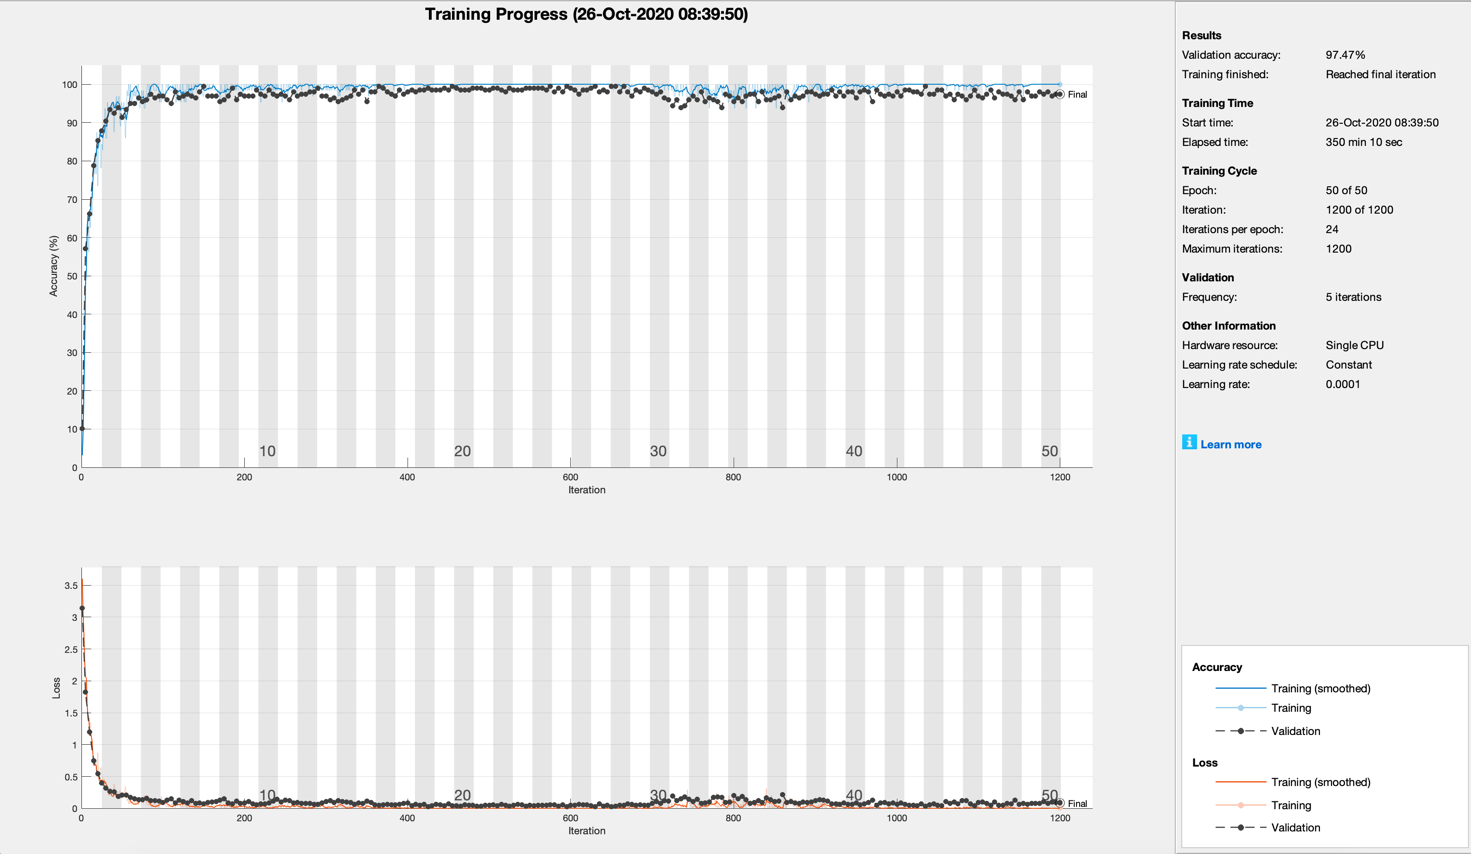 Training Progress (26-Oct-2020 08:39:50)
100
90
80
70
60
50
40
30
20
10
0
Accuracy (%)
10
20
30
40
50
Final
0
200
400
600
800
1000
1200
Iteration
3.5
3
2.5
2
1.5
1
0.5
0
Loss
10
20
30
40
50
Final
0
200
400
600
800
1000
1200
Iteration
Results
Validation accuracy: 97.47%
Training finished: Reached final iteration
Training Time
Start time: 26-Oct-2020 08:39:50
Elapsed time: 350 min 10 sec
Training Cycle
Epoch: 50 of 50
Iteration: 1200 of 1200
Iterations per epoch: 24
Maximum iterations: 1200
Validation
Frequency: 5 iterations
Other Information
Hardware resource: Single CPU
Learning rate schedule: Constant
Learning rate: 0.0001
i Learn more
Accuracy
Training (smoothed)
Training
Validation
Loss
Training (smoothed)
Training
Validation